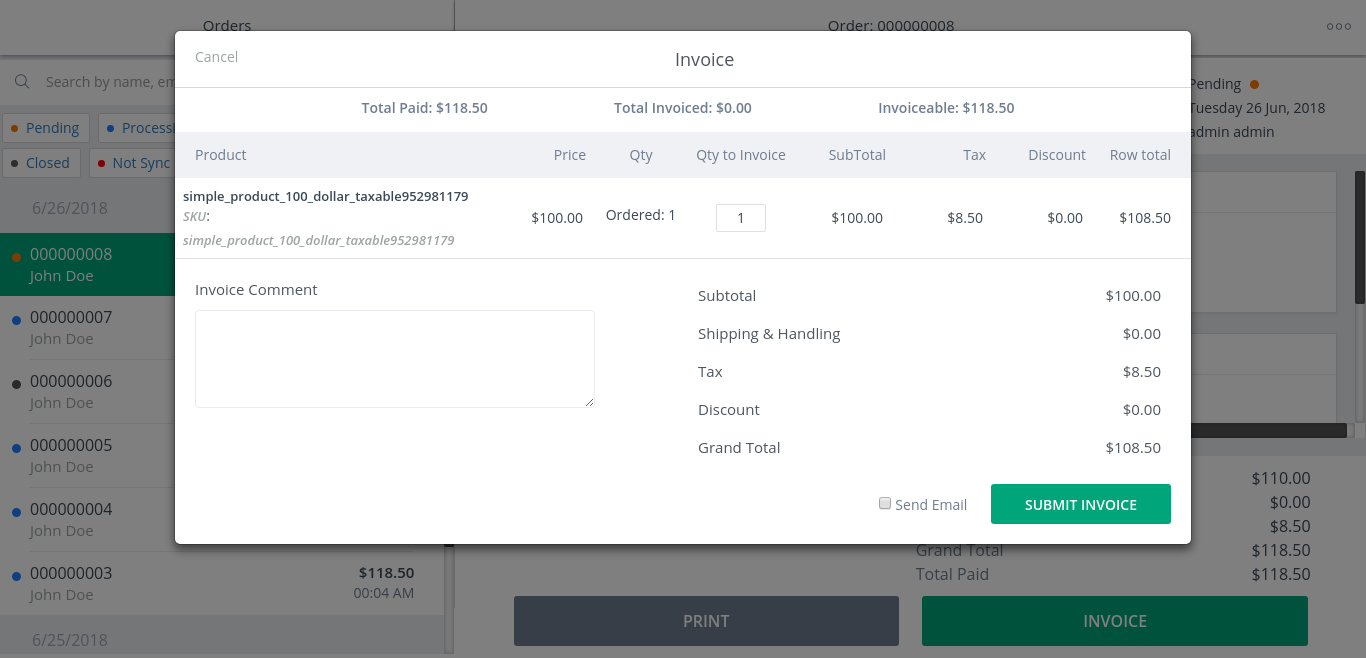 Orders
Order: 000000008
Cancel
Invoice
Search by name, em
Pending
Tuesday 26 Jun, 2018
admin admin
Total Paid: $118.50
Total Invoiced: $0.00
Invoiceable: $118.50
Pending
Processi
Closed
Not Sync
Product
Price
Qty
Qty to Invoice
SubTotal
Tax
Discount
Row total
simple_product_100_dollar_taxable952981179
SKU:
simple_product_100_dollar_taxable952981179
$100.00
Ordered: 1
1
$100.00
$8.50
$0.00
$108.50
6/26/2018
000000008
John Doe
000000007
John Doe
000000006
John Doe
000000005
John Doe
000000004
John Doe
000000003
$118.50
John Doe
00:04 AM
6/25/2018
Invoice Comment
Subtotal
$100.00
Shipping & Handling
$0.00
Tax
$8.50
Discount
$0.00
Grand Total
$108.50
Send Email
SUBMIT INVOICE
$110.00
$0.00
$8.50
Grand Total
$118.50
Total Paid
$118.50
PRINT
INVOICE